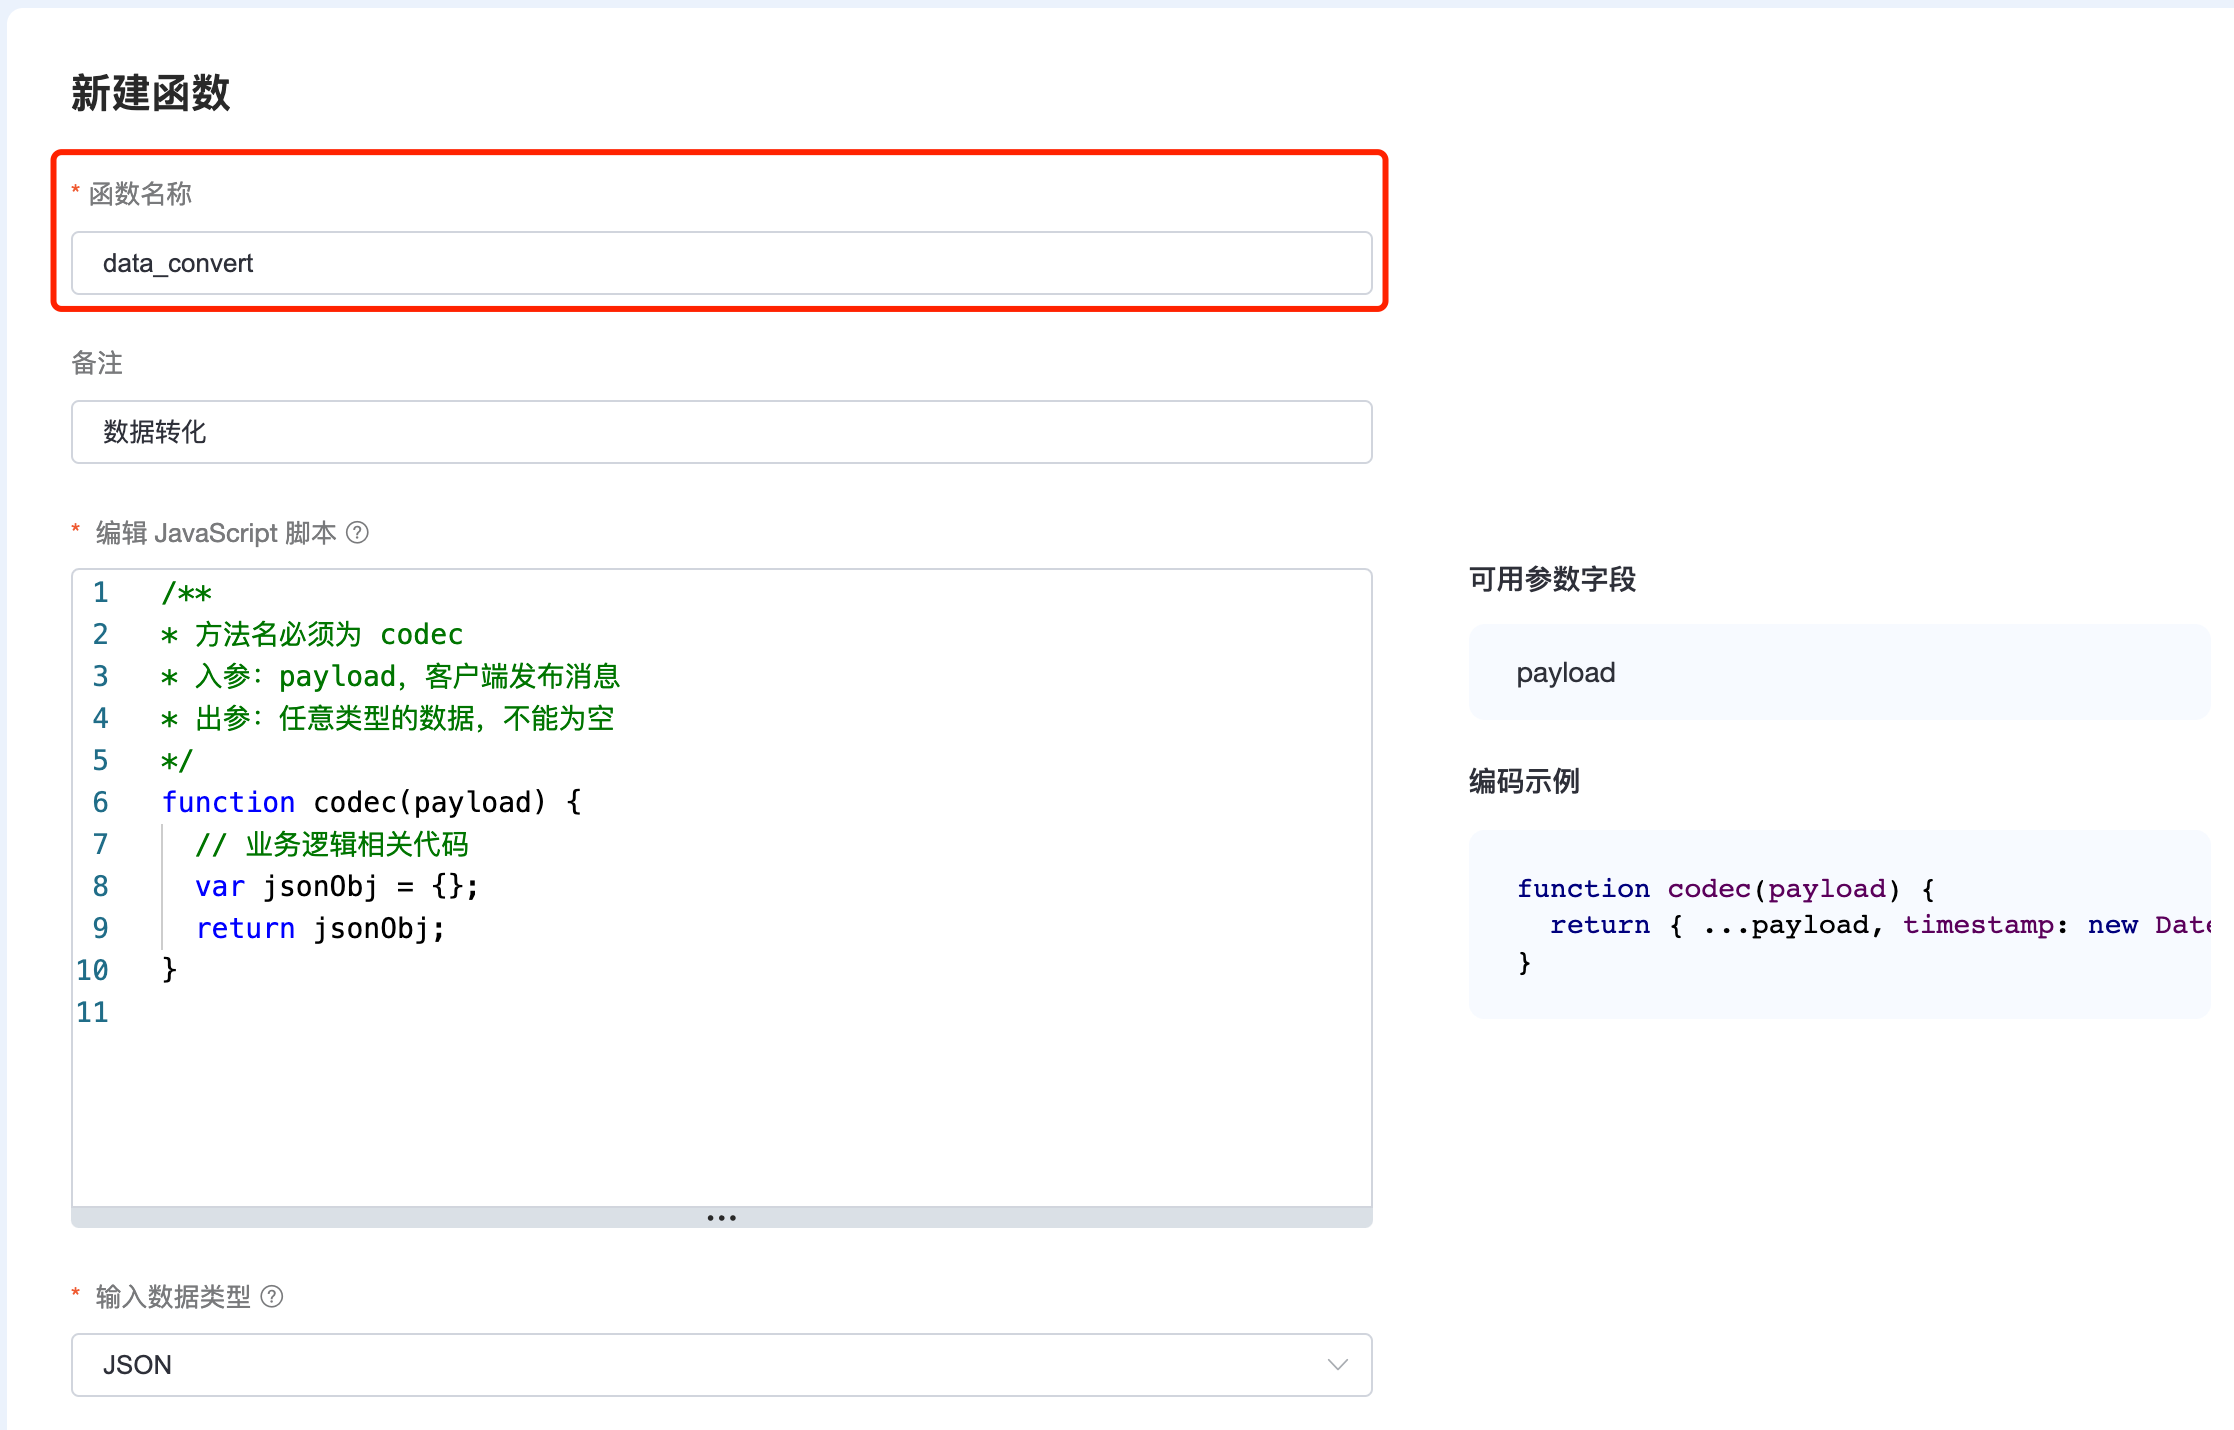 新建函数
* 函数名称
data_convert
备注
数据转化
* 编辑 JavaScript 脚本 ?
1 /**
2 * 方法名必须为 codec
3 * 入参：payload，客户端发布消息
4 * 出参：任意类型的数据，不能为空
5 */
6 function codec(payload) {
7 // 业务逻辑相关代码
8 var jsonObj = {};
9 return jsonObj;
10 }
11
可用参数字段
payload
编码示例
function codec(payload) {
return { ...payload, timestamp: new Date
}
* 输入数据类型 ?
JSON